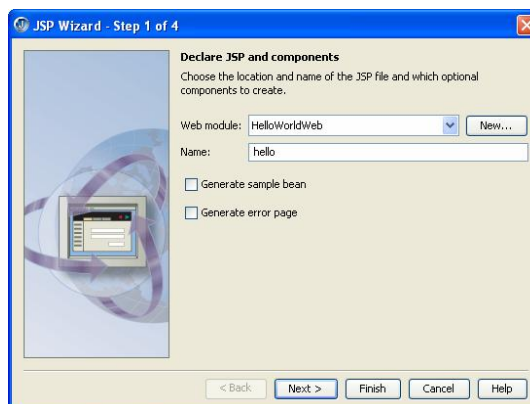 JSP Wizard - Step 1 of 4
Declare JSP and components
Choose the location and name of the JSP file and which optional
components to create.
Web module: HelloWorldWeb New...
Name: hello
Generate sample bean
Generate error page
< Back Next > Finish Cancel Help